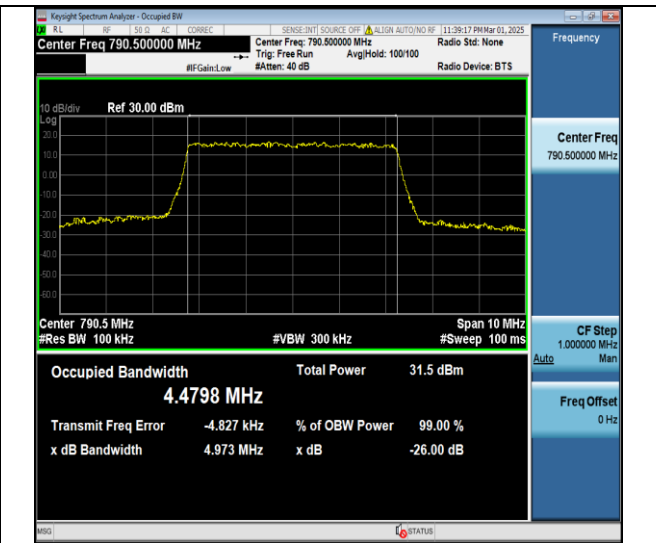 Keysight Spectrum Analyzer - Occupied BW
RL RF 50 Ω AC CORREC SENSE:INT SOURCE OFF ALIGN AUTO/NO RF 11:39:17 PM Mar 01, 2025
Center Freq 790.500000 MHz Center Freq: 790.500000 MHz Radio Std: None
Trig: Free Run Avg|Hold: 100/100
#IFGain:Low #Atten: 40 dB Radio Device: BTS
Frequency
10 dB/div Ref 30.00 dBm
Log
20.0
10.0
0.00
-10.0
-20.0
-30.0
-40.0
-50.0
-60.0
Center 790.5 MHz Span 10 MHz
#Res BW 100 kHz #VBW 300 kHz #Sweep 100 ms
Occupied Bandwidth Total Power 31.5 dBm
4.4798 MHz
Transmit Freq Error -4.827 kHz % of OBW Power 99.00 %
x dB Bandwidth 4.973 MHz x dB -26.00 dB
Center Freq
790.500000 MHz
CF Step
1.000000 MHz
Auto Man
Freq Offset
0 Hz
MSG STATUS